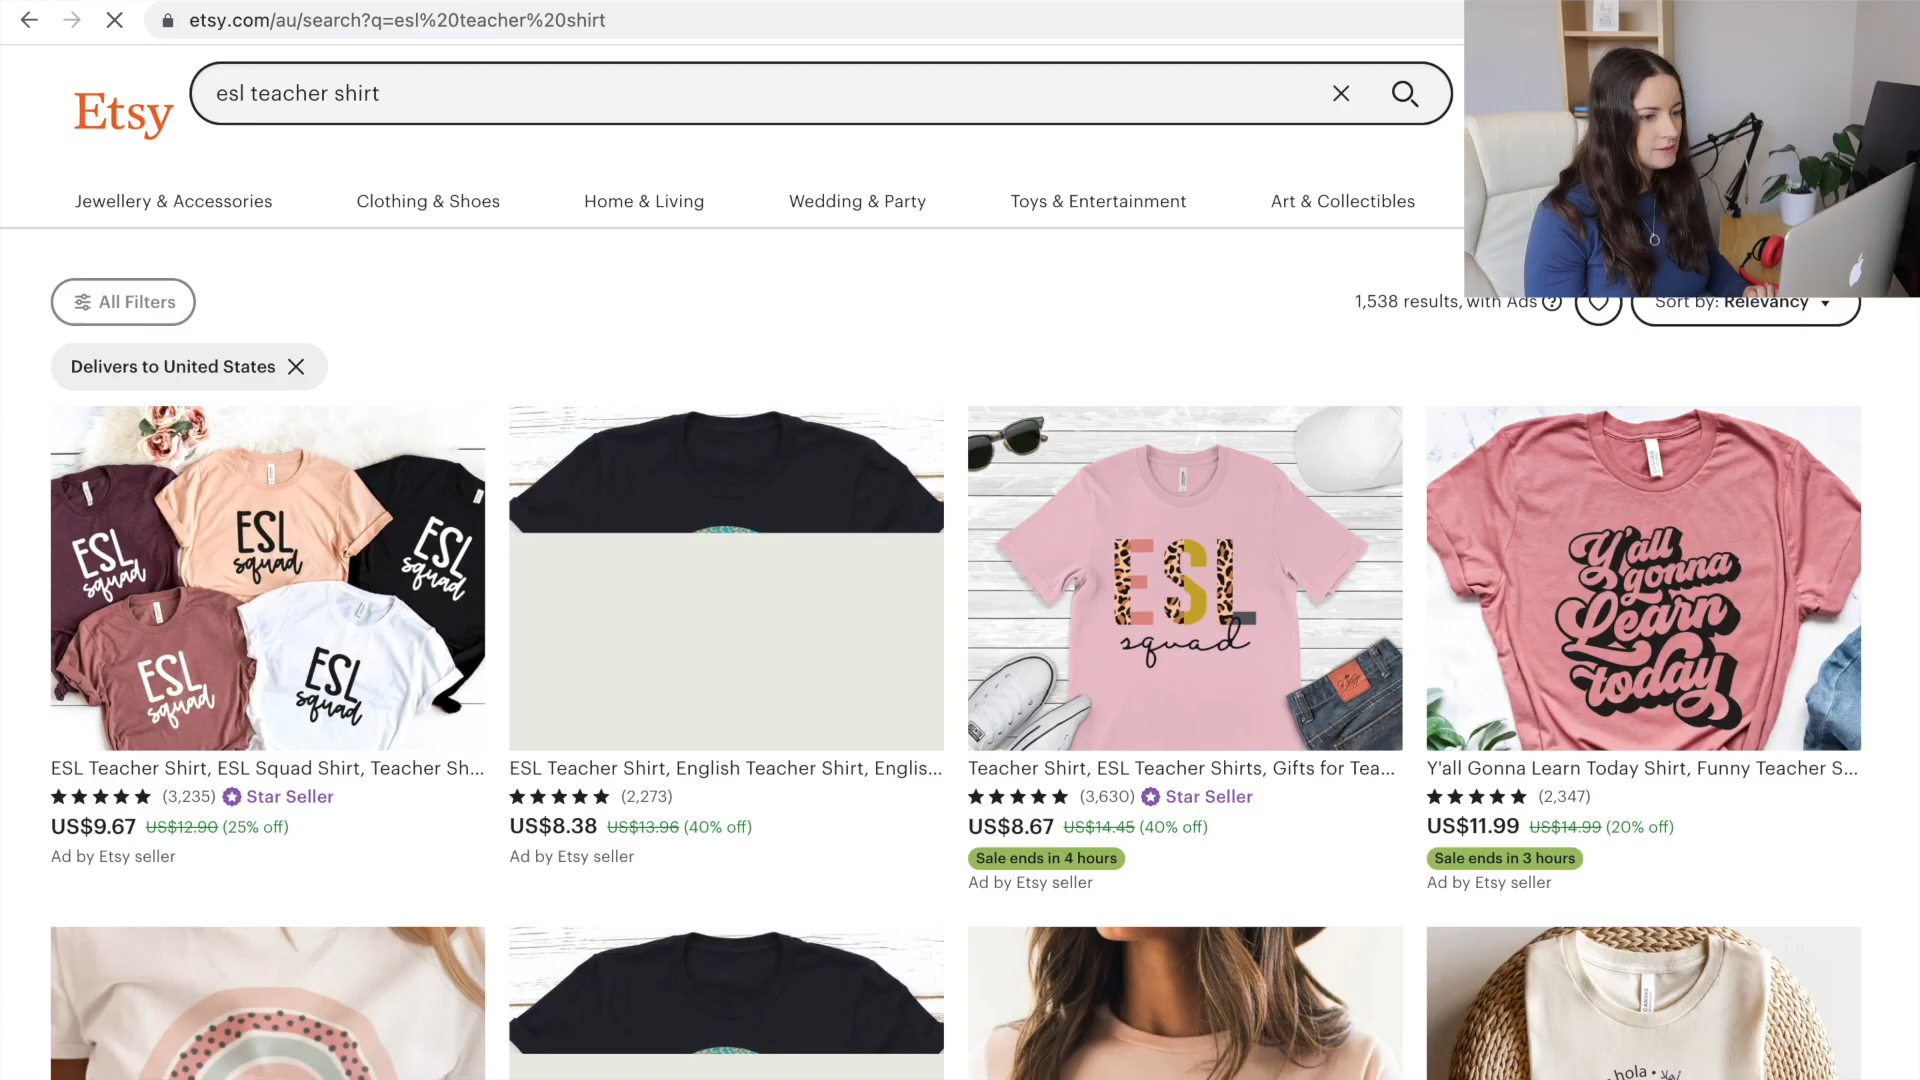 etsy.com/au/search?q=esl%20teacher%20shirt
Etsy
esl teacher shirt
Jewellery & Accessories
Clothing & Shoes
Home & Living
Wedding & Party
Toys & Entertainment
Art & Collectibles
All Filters
1,538 results, with Ads
Sort by: Relevancy
Delivers to United States
ESL
squad
ESL
squad
ESL
squad
ESL
squad
ESL
squad
ESL
squad
Y'all
gonna
Learn
today
ESL Teacher Shirt, ESL Squad Shirt, Teacher Sh...
(3,235) Star Seller
US$9.67 US$12.90 (25% off)
Ad by Etsy seller
ESL Teacher Shirt, English Teacher Shirt, Englis...
(2,273)
US$8.38 US$13.96 (40% off)
Ad by Etsy seller
Teacher Shirt, ESL Teacher Shirts, Gifts for Tea...
(3,630) Star Seller
US$8.67 US$14.45 (40% off)
Sale ends in 4 hours
Ad by Etsy seller
Y'all Gonna Learn Today Shirt, Funny Teacher S...
(2,347)
US$11.99 US$14.99 (20% off)
Sale ends in 3 hours
Ad by Etsy seller
hola •